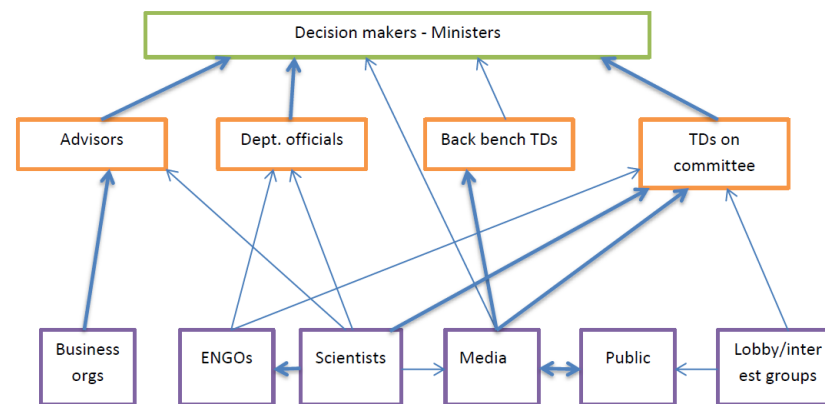 Decision makers - Ministers
Advisors
Dept. officials
Back bench TDs
TDs on
committee
Business
orgs
ENGOs
Scientists
Media
Public
Lobby/inter
est groups